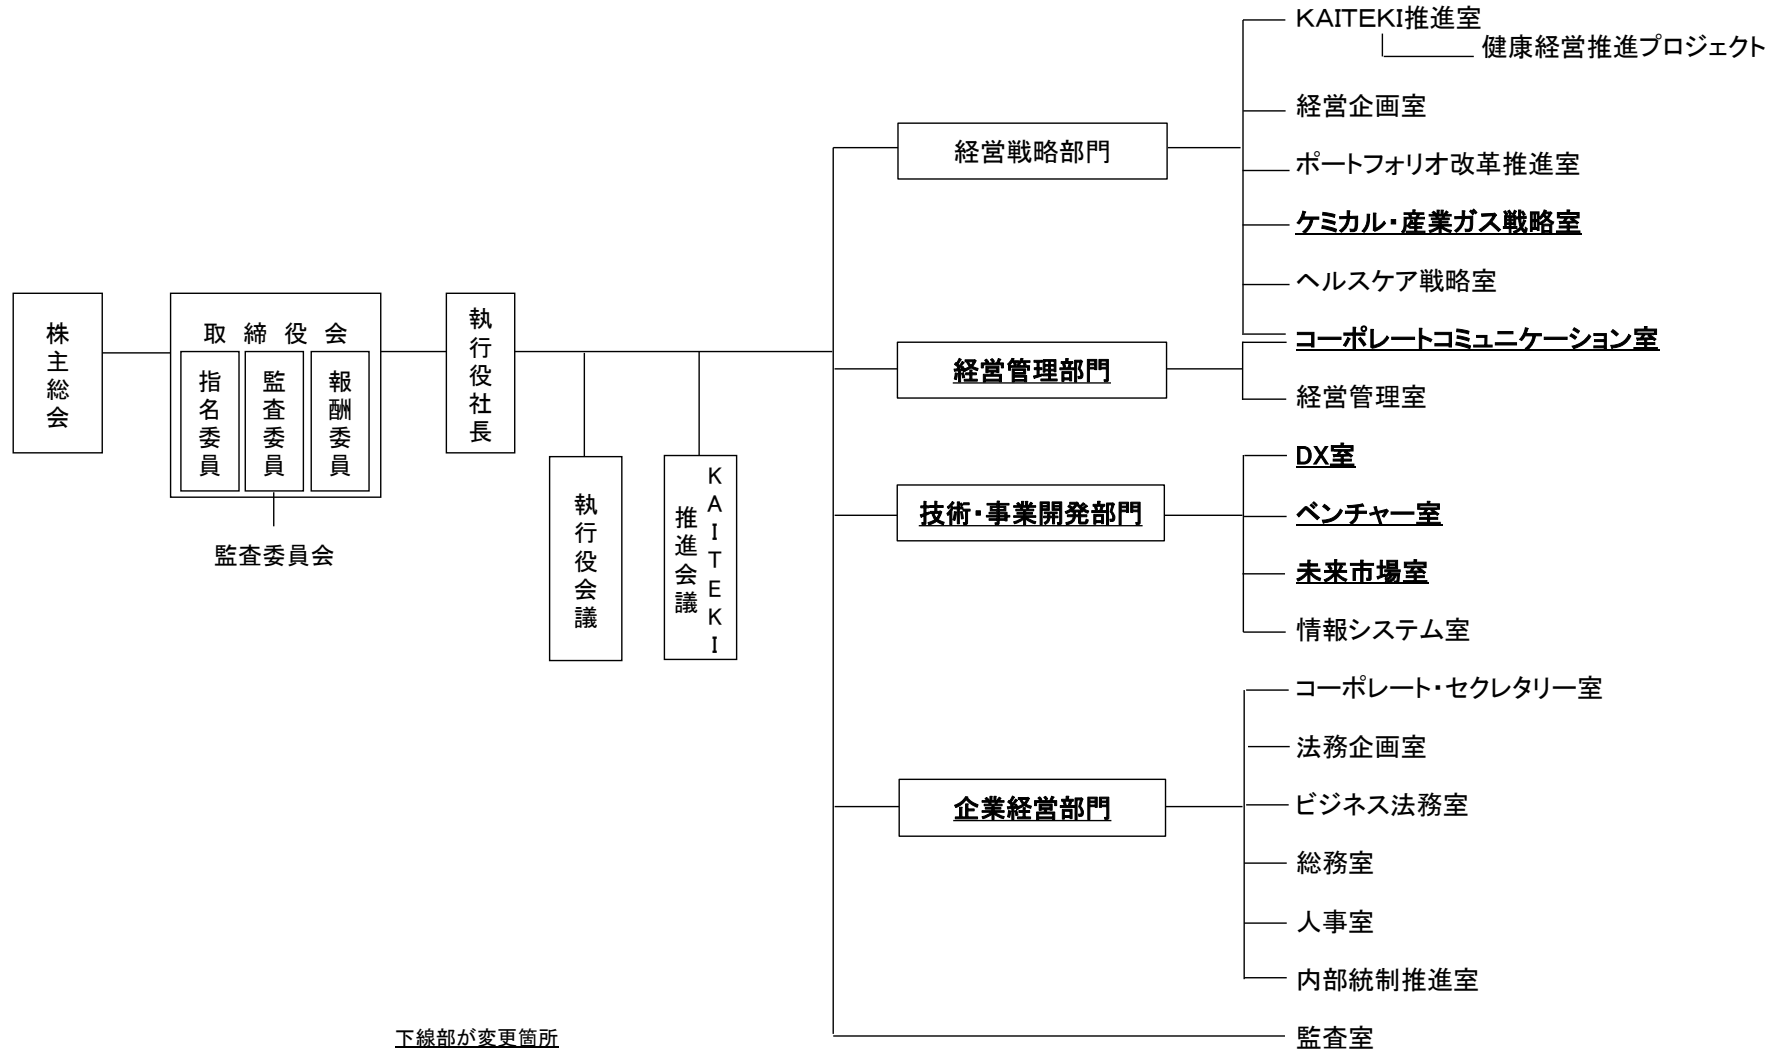 株主総会
取締役会
指名委員
監査委員
報酬委員
監査委員会
執行役社長
執行役会議
KAITEKI
推進会議
経営戦略部門
KAITEKI推進室
健康経営推進プロジェクト
経営企画室
ポートフォリオ改革推進室
ケミカル・産業ガス戦略室
ヘルスケア戦略室
コーポレートコミュニケーション室
経営管理部門
経営管理室
技術・事業開発部門
DX室
ベンチャー室
未来市場室
情報システム室
企業経営部門
コーポレート・セクレタリー室
法務企画室
ビジネス法務室
総務室
人事室
内部統制推進室
監査室
下線部が変更箇所